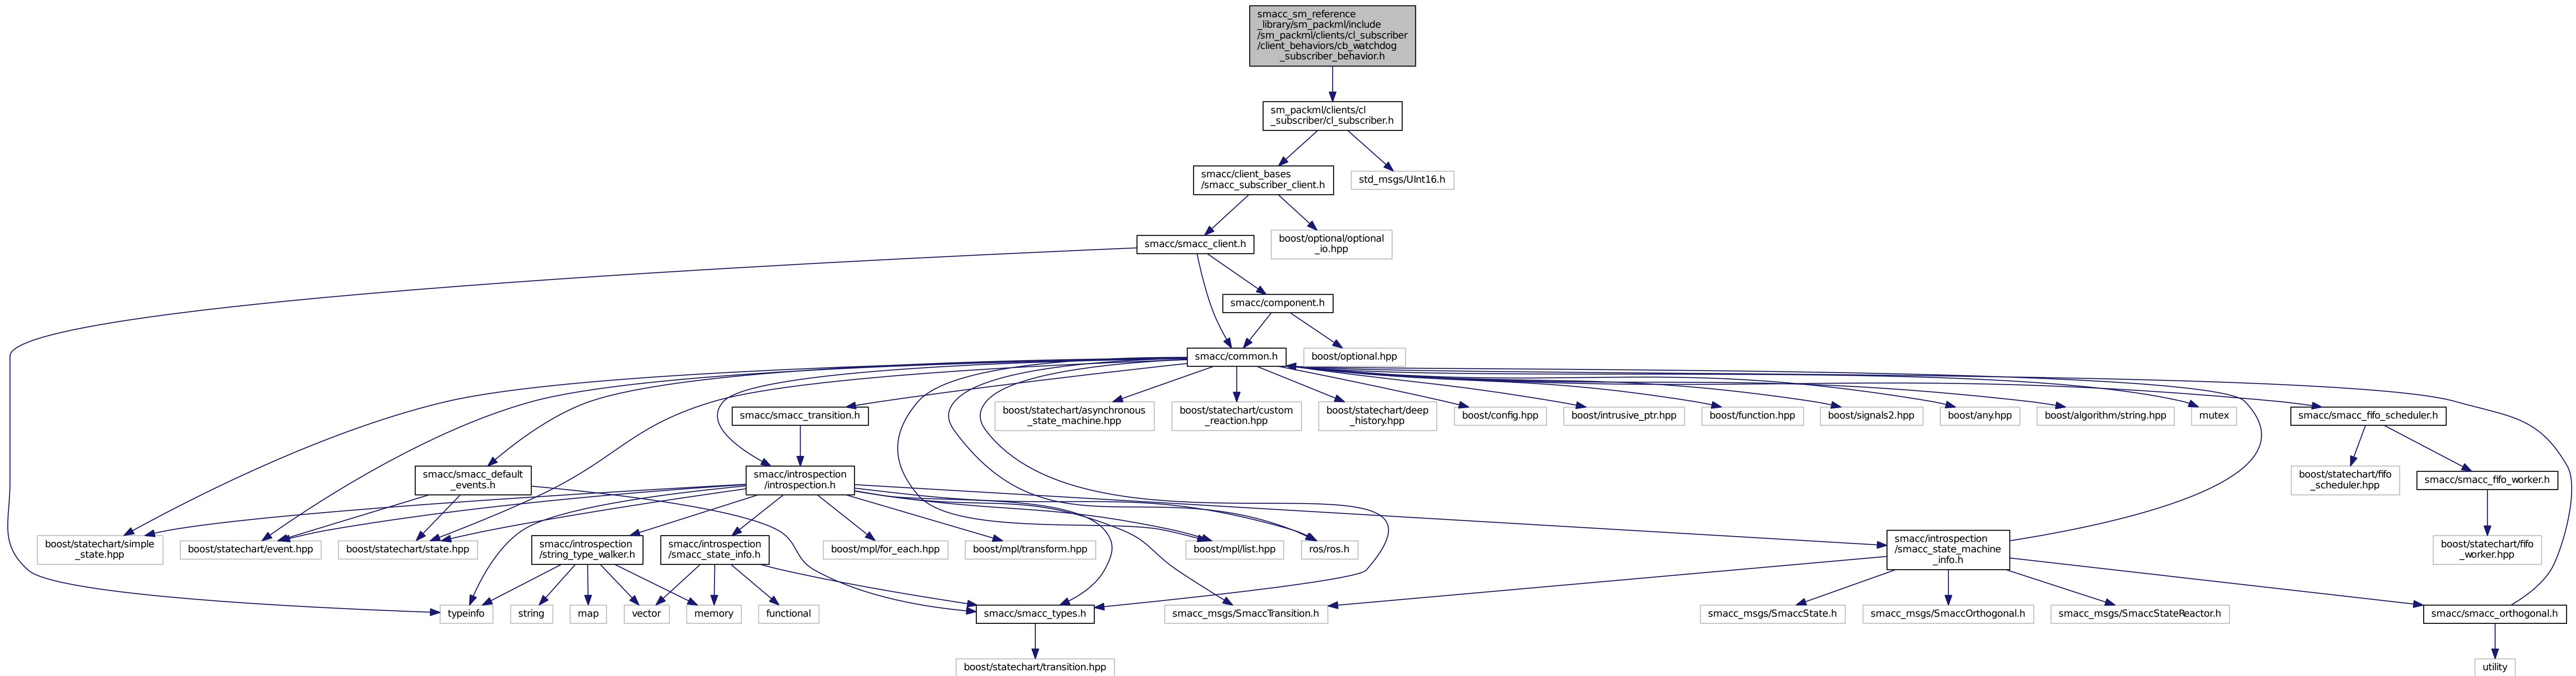 smacc_sm_reference
_library/sm_packml/include
/sm_packml/clients/cl_subscriber
/client_behaviors/cb_watchdog
_subscriber_behavior.h
sm_packml/clients/cl
_subscriber/cl_subscriber.h
smacc/client_bases
/smacc_subscriber_client.h
std_msgs/UInt16.h
smacc/smacc_client.h
boost/optional/optional
_io.hpp
smacc/component.h
smacc/common.h
boost/optional.hpp
smacc/smacc_transition.h
boost/statechart/asynchronous
_state_machine.hpp
boost/statechart/custom
_reaction.hpp
boost/statechart/deep
_history.hpp
boost/config.hpp
boost/intrusive_ptr.hpp
boost/function.hpp
boost/signals2.hpp
boost/any.hpp
boost/algorithm/string.hpp
mutex
smacc/smacc_fifo_scheduler.h
smacc/smacc_default
_events.h
smacc/introspection
/introspection.h
boost/statechart/fifo
_scheduler.hpp
smacc/smacc_fifo_worker.h
boost/statechart/simple
_state.hpp
boost/statechart/event.hpp
boost/statechart/state.hpp
smacc/introspection
/string_type_walker.h
smacc/introspection
/smacc_state_info.h
boost/mpl/for_each.hpp
boost/mpl/transform.hpp
boost/mpl/list.hpp
ros/ros.h
smacc/introspection
/smacc_state_machine
_info.h
boost/statechart/fifo
_worker.hpp
typeinfo
string
map
vector
memory
functional
smacc/smacc_types.h
smacc_msgs/SmaccTransition.h
smacc_msgs/SmaccState.h
smacc_msgs/SmaccOrthogonal.h
smacc_msgs/SmaccStateReactor.h
smacc/smacc_orthogonal.h
boost/statechart/transition.hpp
utility